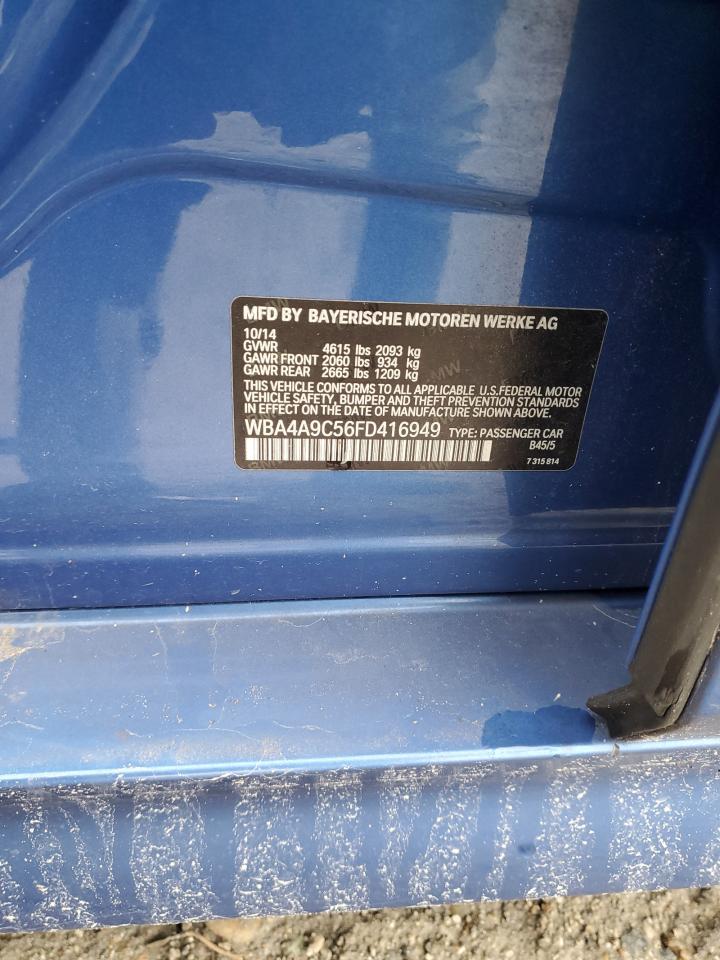 MFD BY BAYERISCHE MOTOREN WERKE AG
10/14
GVWR 4615 lbs 2093 kg
GAWR FRONT 2060 lbs 934 kg
GAWR REAR 2665 lbs 1209 kg
THIS VEHICLE CONFORMS TO ALL APPLICABLE U.S.FEDERAL MOTOR
VEHICLE SAFETY, BUMPER AND THEFT PREVENTION STANDARDS
IN EFFECT ON THE DATE OF MANUFACTURE SHOWN ABOVE.
WBA4A9C56FD416949 TYPE: PASSENGER CAR
B45/5
7 315 814